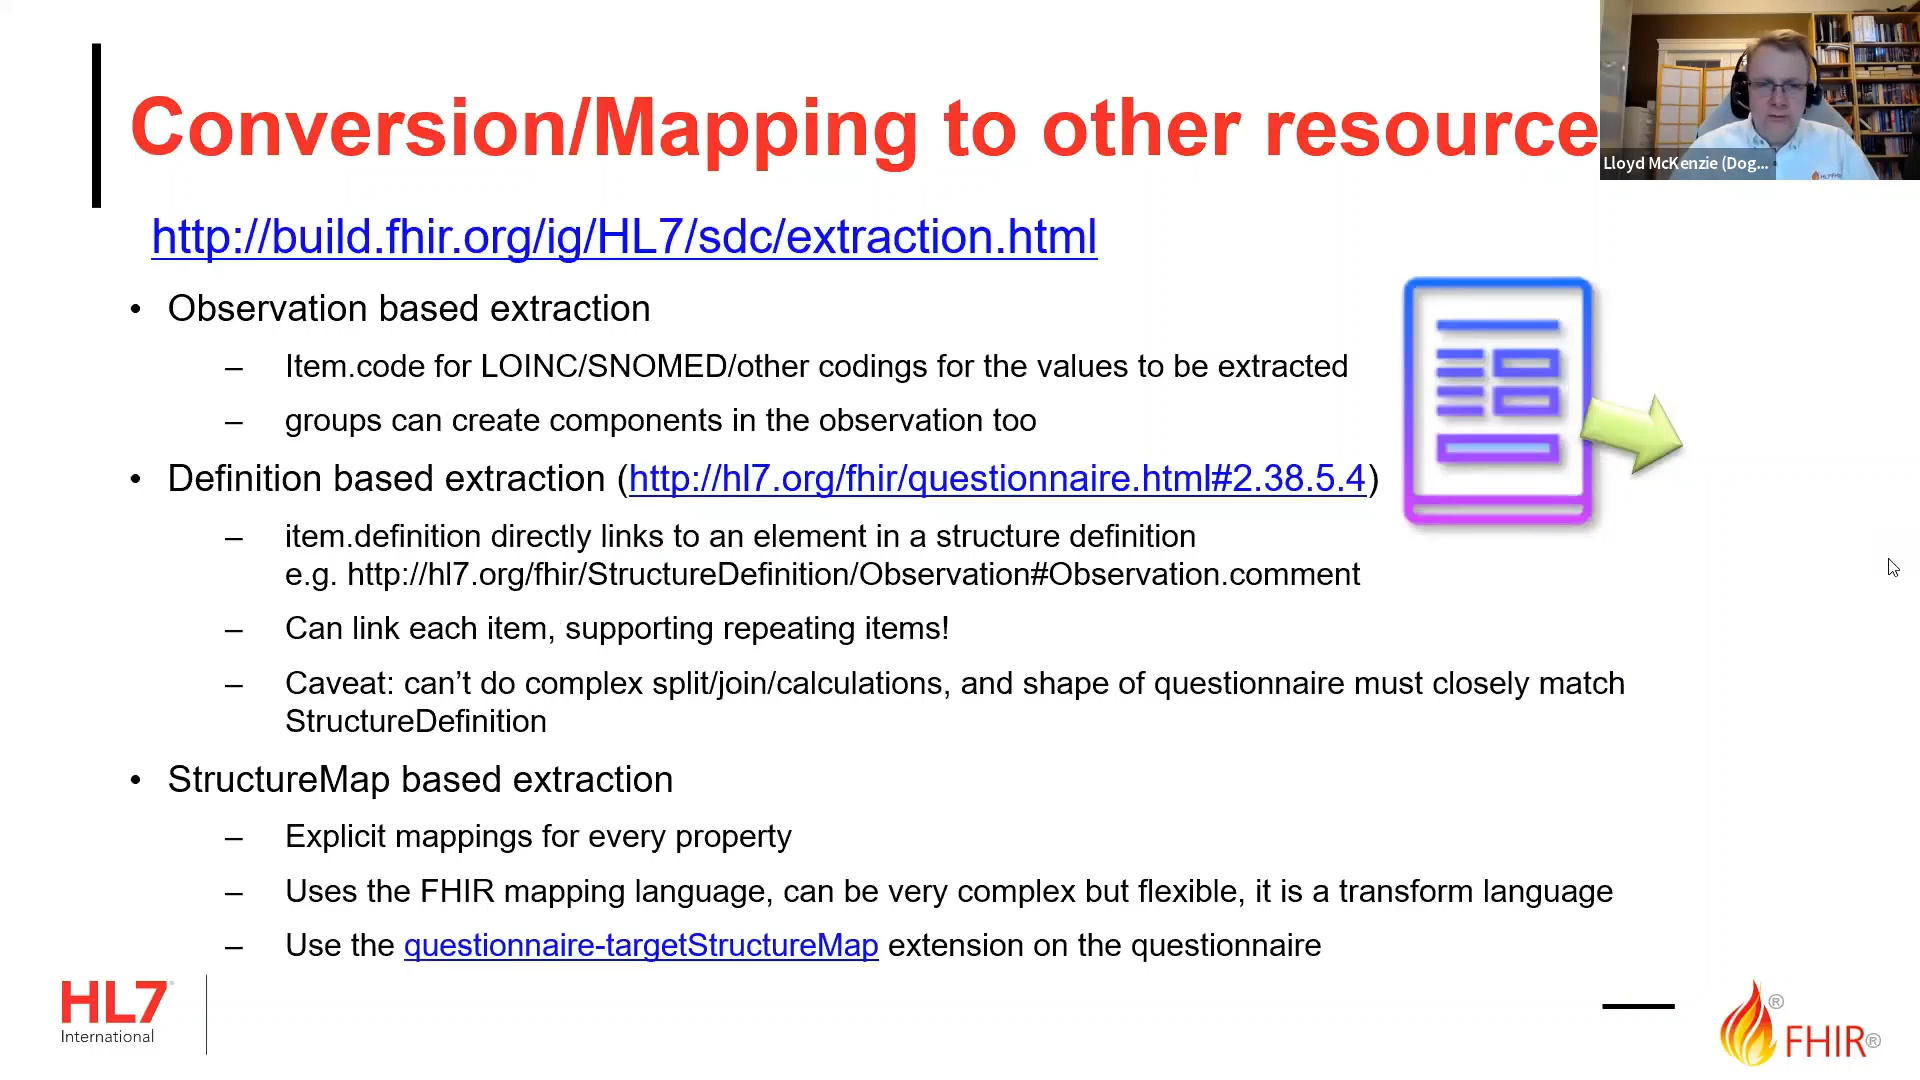 Conversion/Mapping to other resource
Lloyd McKenzie (Dog...
http://build.fhir.org/ig/HL7/sdc/extraction.html
• Observation based extraction
– Item.code for LOINC/SNOMED/other codings for the values to be extracted
– groups can create components in the observation too
• Definition based extraction (http://hl7.org/fhir/questionnaire.html#2.38.5.4)
– item.definition directly links to an element in a structure definition
e.g. http://hl7.org/fhir/StructureDefinition/Observation#Observation.comment
– Can link each item, supporting repeating items!
– Caveat: can’t do complex split/join/calculations, and shape of questionnaire must closely match
StructureDefinition
• StructureMap based extraction
– Explicit mappings for every property
– Uses the FHIR mapping language, can be very complex but flexible, it is a transform language
– Use the questionnaire-targetStructureMap extension on the questionnaire
HL7®
International
® FHIR®